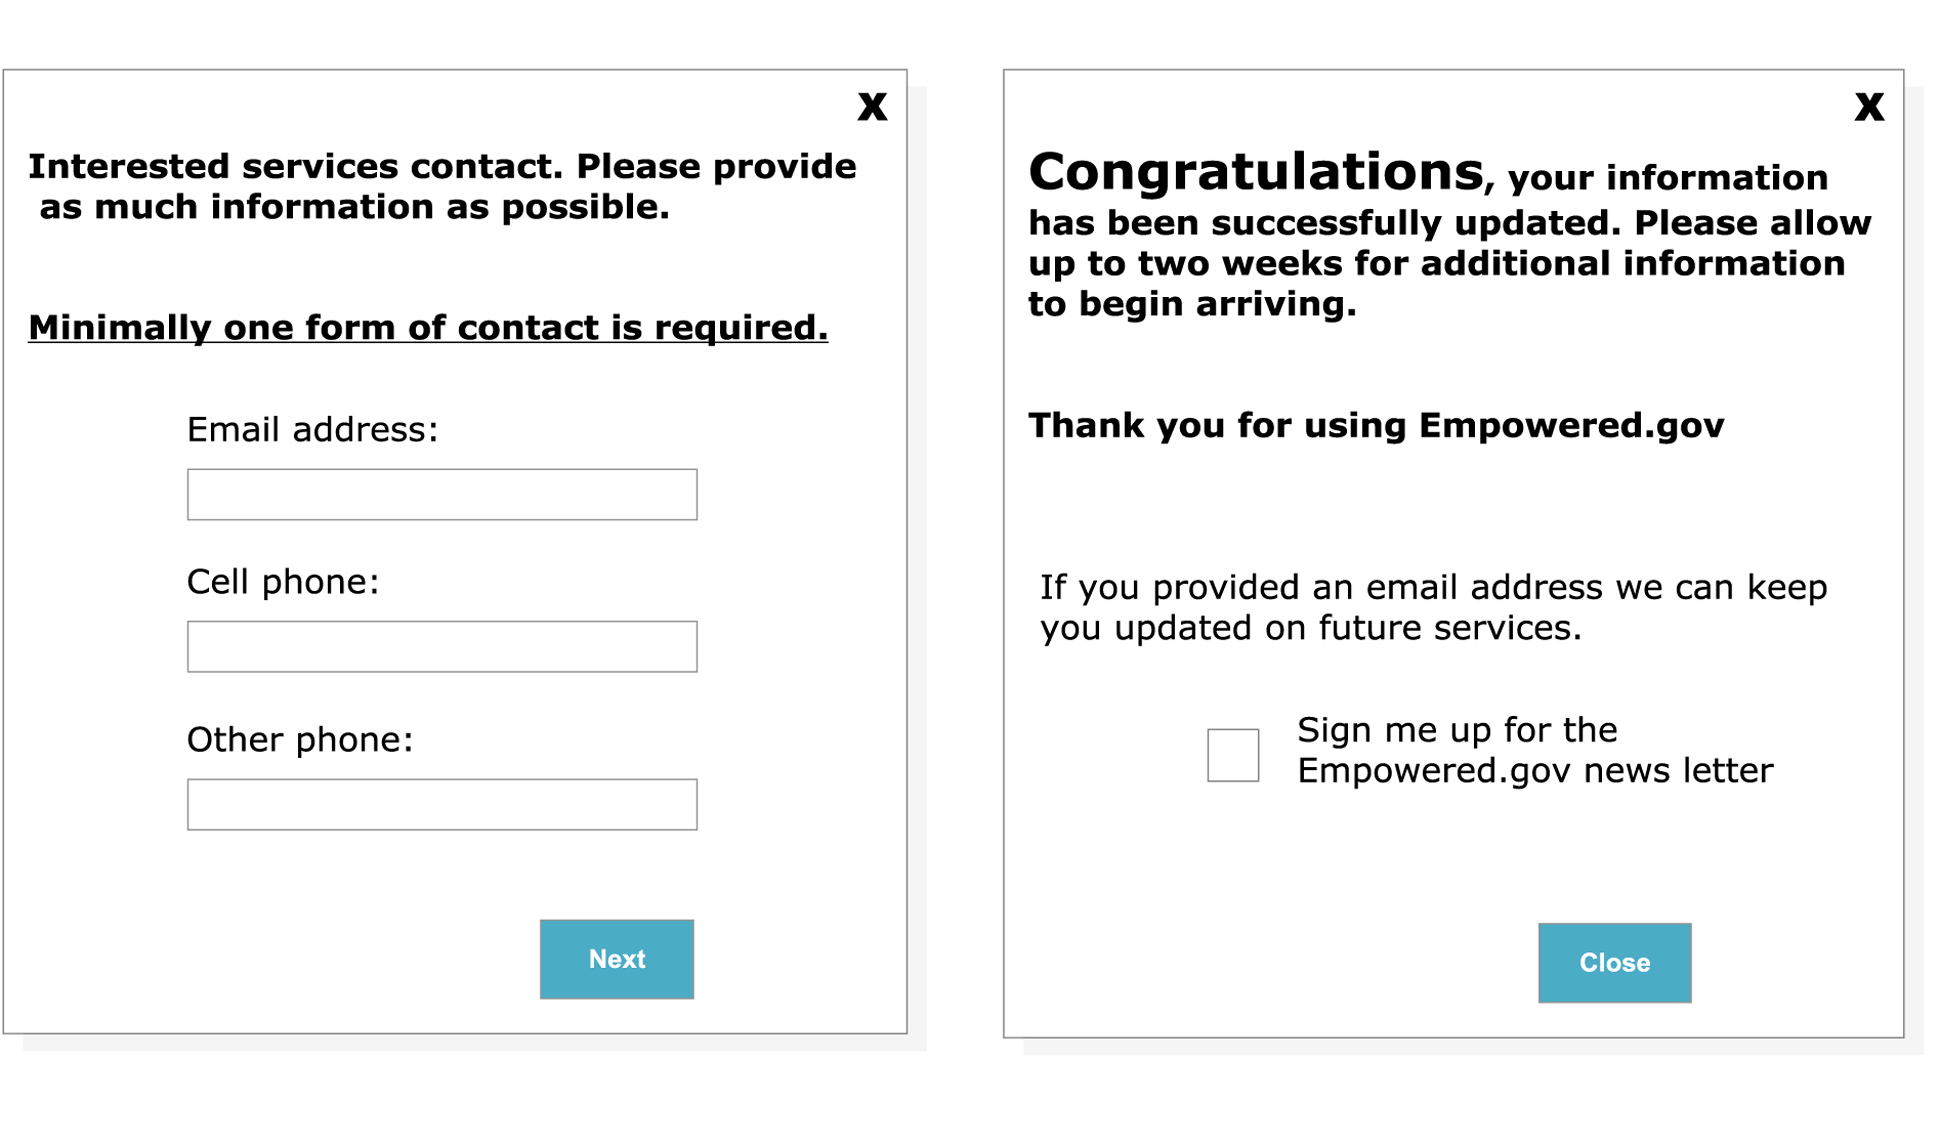 X
Interested services contact. Please provide
as much information as possible.
Minimally one form of contact is required.
Email address:
Cell phone:
Other phone:
Next
X
Congratulations, your information
has been successfully updated. Please allow
up to two weeks for additional information
to begin arriving.
Thank you for using Empowered.gov
If you provided an email address we can keep
you updated on future services.
Sign me up for the
Empowered.gov news letter
Close